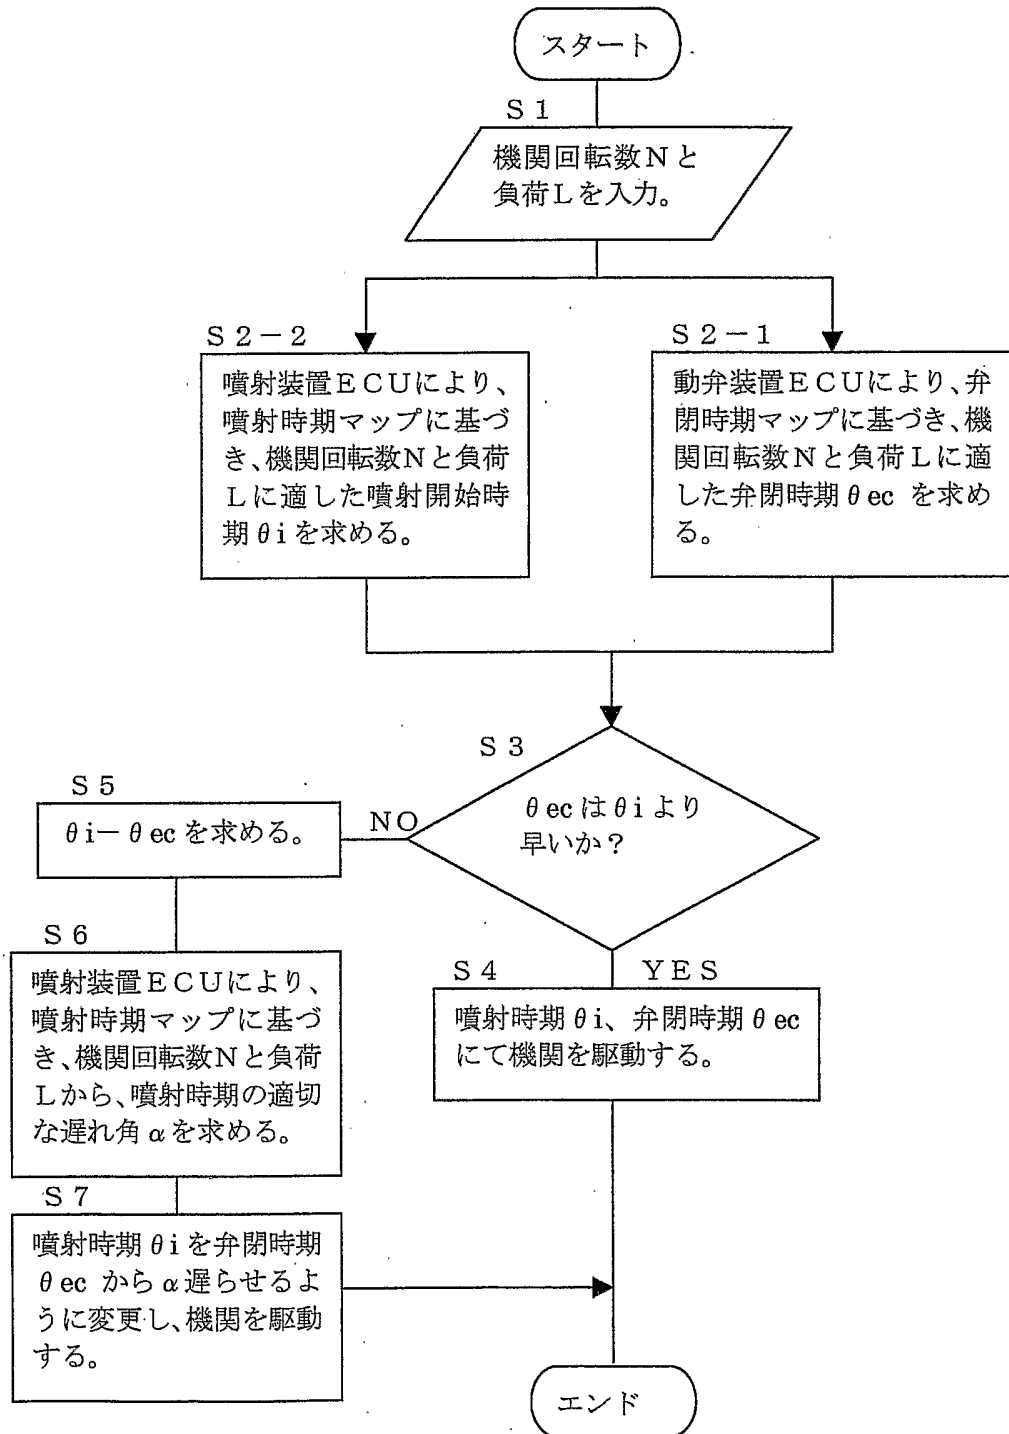 スタート
S1
機関回転数Nと
負荷Lを入力。
S2-2
噴射装置ECUにより、
噴射時期マップに基づ
き、機関回転数Nと負荷
Lに適した噴射開始時
期θiを求める。
S2-1
動弁装置ECUにより、弁
閉時期マップに基づき、機
関回転数Nと負荷Lに適
した弁閉時期θec を求め
る。
S3
θecはθiより
早いか？
NO
YES
S5
θi-θecを求める。
S6
噴射装置ECUにより、
噴射時期マップに基づ
き、機関回転数Nと負荷
Lから、噴射時期の適切
な遅れ角αを求める。
S4
噴射時期θi、弁閉時期θec
にて機関を駆動する。
S7
噴射時期θiを弁閉時期
θec からα遅らせるよ
うに変更し、機関を駆動
する。
エンド